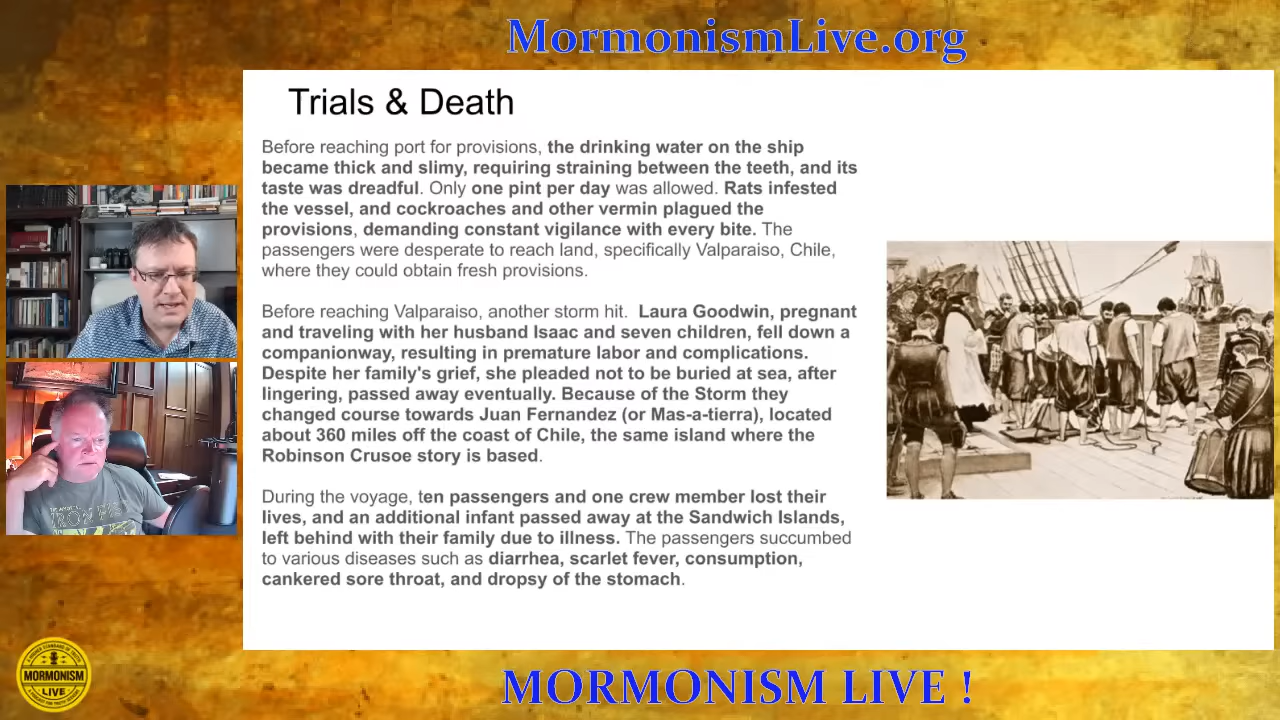 MormonismLive.org
Trials & Death
Before reaching port for provisions, the drinking water on the ship
became thick and slimy, requiring straining between the teeth, and its
taste was dreadful. Only one pint per day was allowed. Rats infested
the vessel, and cockroaches and other vermin plagued the
provisions, demanding constant vigilance with every bite. The
passengers were desperate to reach land, specifically Valparaiso, Chile,
where they could obtain fresh provisions.
Before reaching Valparaiso, another storm hit.  Laura Goodwin, pregnant
and traveling with her husband Isaac and seven children, fell down a
companionway, resulting in premature labor and complications.
Despite her family's grief, she pleaded not to be buried at sea, after
lingering, passed away eventually. Because of the Storm they
changed course towards Juan Fernandez (or Mas-a-tierra), located
about 360 miles off the coast of Chile, the same island where the
Robinson Crusoe story is based.
During the voyage, ten passengers and one crew member lost their
lives, and an additional infant passed away at the Sandwich Islands,
left behind with their family due to illness. The passengers succumbed
to various diseases such as diarrhea, scarlet fever, consumption,
cankered sore throat, and dropsy of the stomach.
MORMONISM
LIVE
MORMONISM LIVE !